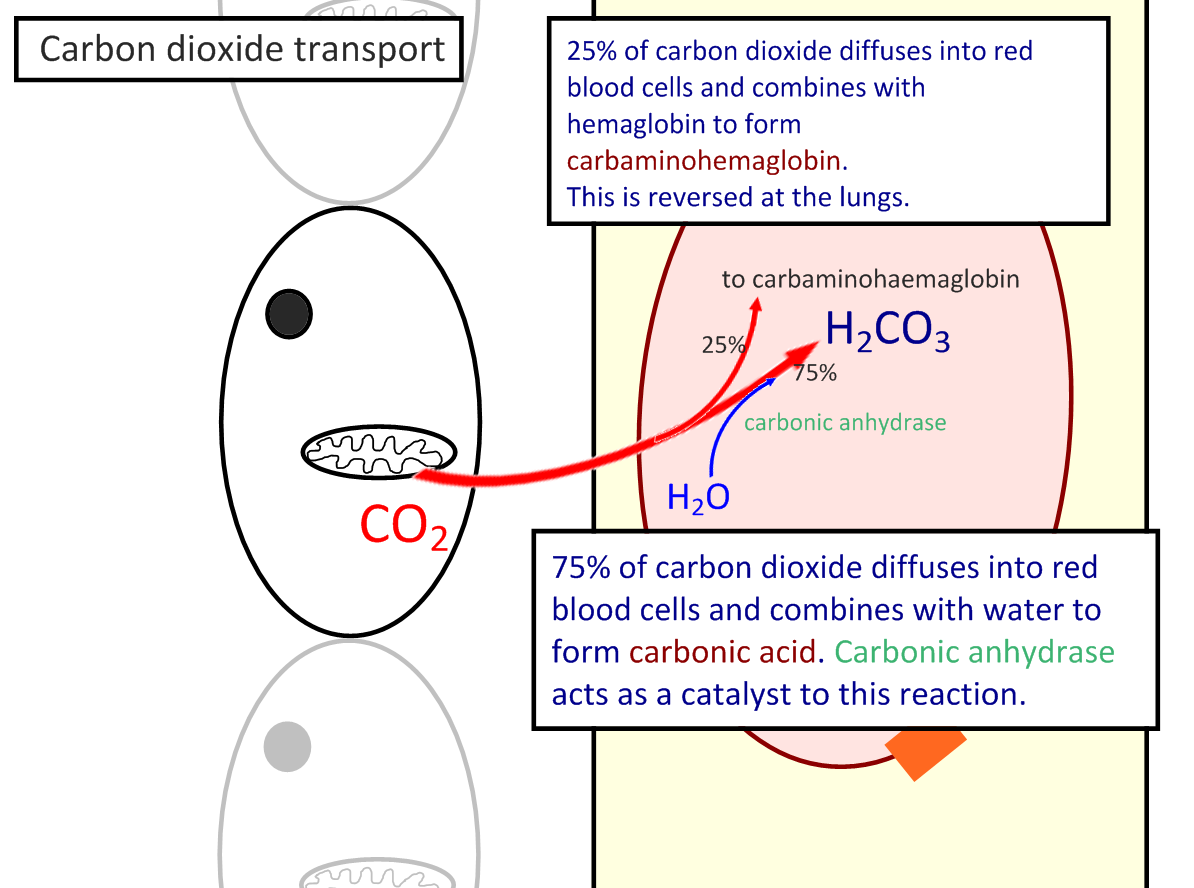 Carbon dioxide transport
25% of carbon dioxide diffuses into red
blood cells and combines with
hemaglobin to form
carbaminohemaglobin.
This is reversed at the lungs.
to carbaminohaemaglobin
H₂CO₃
25%
75%
carbonic anhydrase
H₂O
CO₂
75% of carbon dioxide diffuses into red
blood cells and combines with water to
form carbonic acid. Carbonic anhydrase
acts as a catalyst to this reaction.